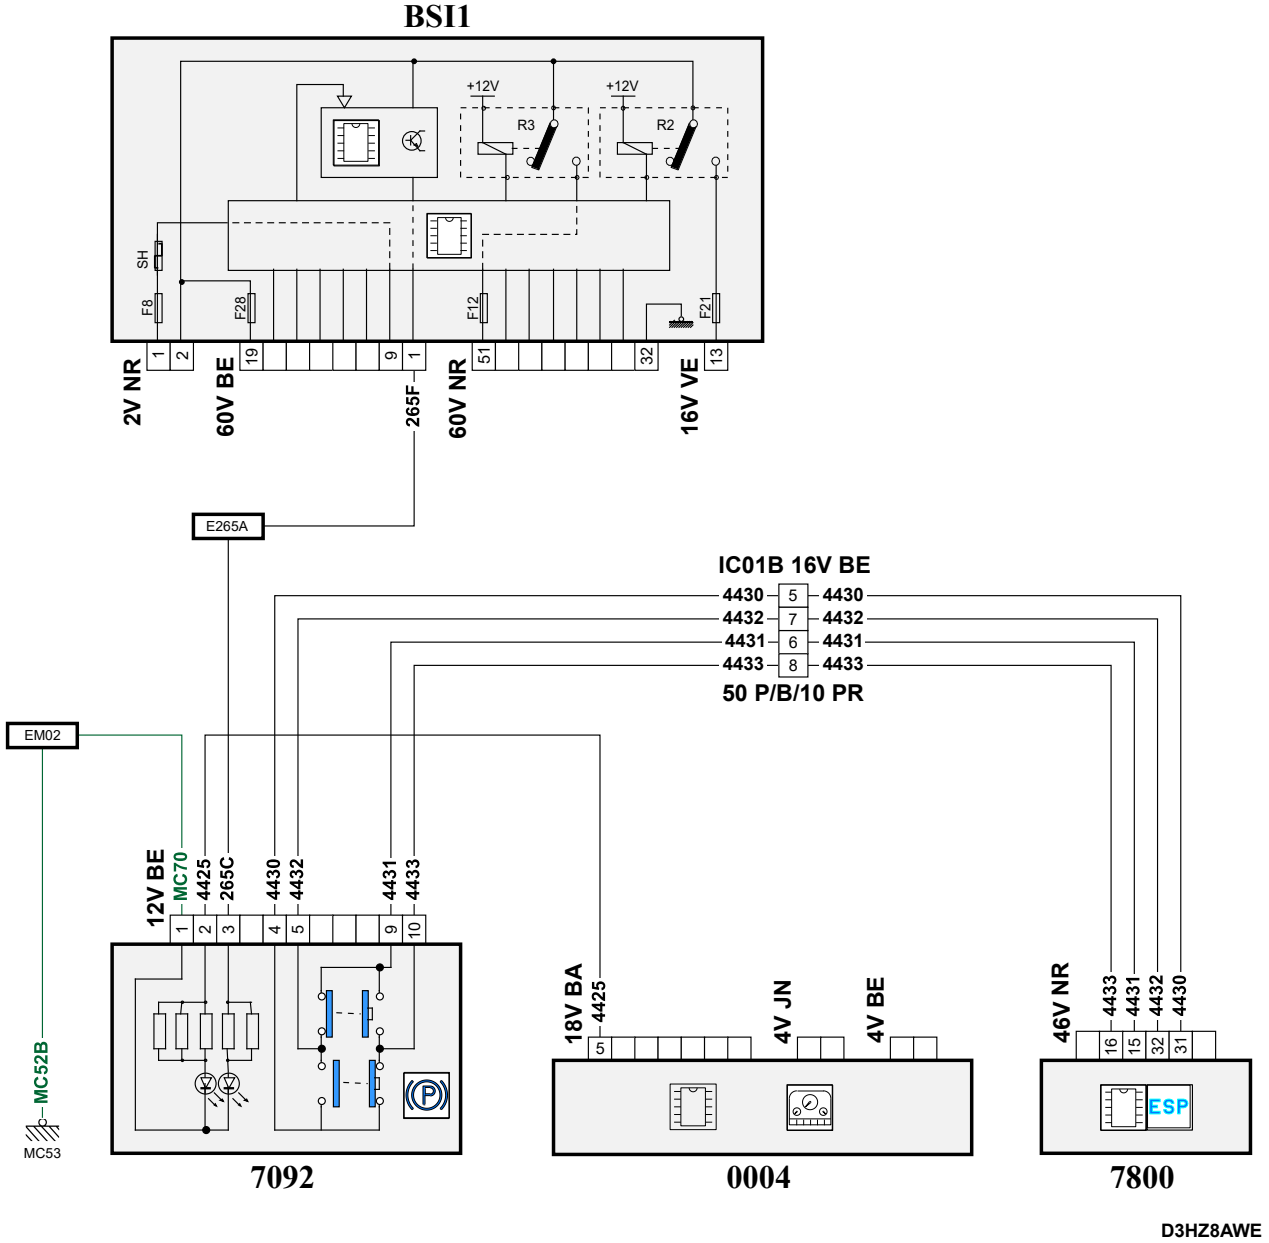 BSI1
+12V
+12V
R3
R2
SH
F8
F28
F12
F21
1
2
19
9
1
51
32
13
2V NR
60V BE
265F
60V NR
16V VE
E265A
IC01B 16V BE
4430 5 4430
4432 7 4432
4431 6 4431
4433 8 4433
50 P/B/10 PR
EM02
12V BE
MC70
4425
265C
4430
4432
4431
4433
1
2
3
4
5
9
10
MC52B
MC53
P
7092
18V BA
4425
5
4V JN
4V BE
0004
46V NR
4433
4431
4432
4430
16
15
32
31
ESP
7800
D3HZ8AWE